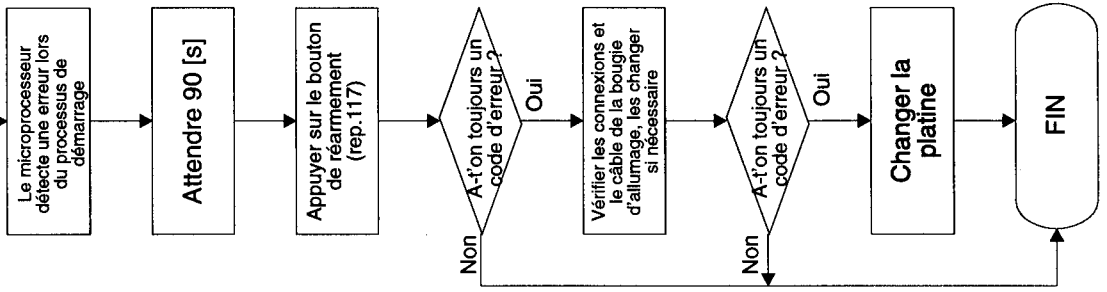 Le microprocesseur
détecte une erreur lors
du processus de
démarrage
Attendre 90 [s]
Appuyer sur le bouton
de réarmement
(rep.117)
A-t'on toujours un
code d'erreur ?
Oui
Non
Vérifier les connexions et
le câble de la bougie
d'allumage, les changer
si nécessaire
A-t'on toujours un
code d'erreur ?
Oui
Non
Changer la
platine
FIN